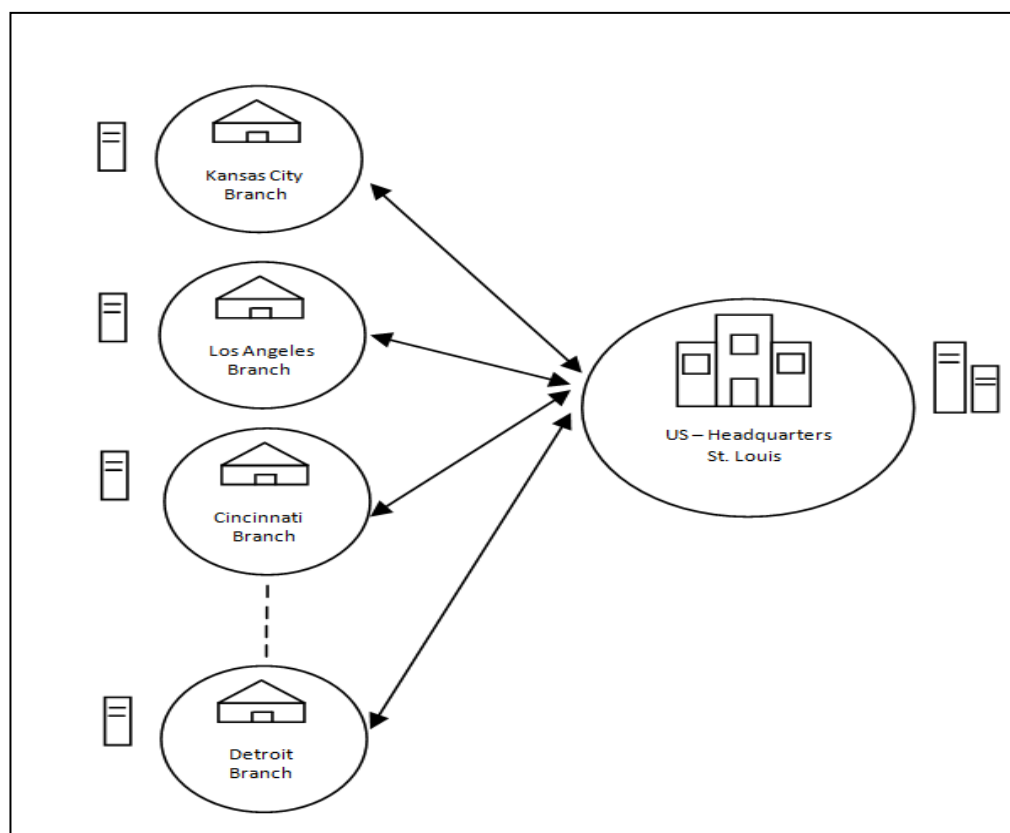 Kansas City
Branch
Los Angeles
Branch
Cincinnati
Branch
Detroit
Branch
US – Headquarters
St. Louis